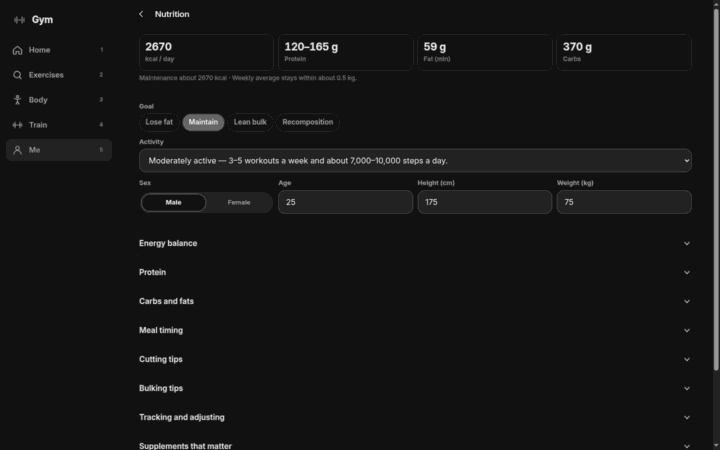 Gym
Home 1
Exercises 2
Body 3
Train 4
Me 5
Nutrition
2670
kcal / day
120–165 g
Protein
59 g
Fat (min)
370 g
Carbs
Maintenance about 2670 kcal · Weekly average stays within about 0.5 kg.
Goal
Lose fat
Maintain
Lean bulk
Recomposition
Activity
Moderately active — 3–5 workouts a week and about 7,000–10,000 steps a day.
Sex
Male
Female
Age
25
Height (cm)
175
Weight (kg)
75
Energy balance
Protein
Carbs and fats
Meal timing
Cutting tips
Bulking tips
Tracking and adjusting
Supplements that matter